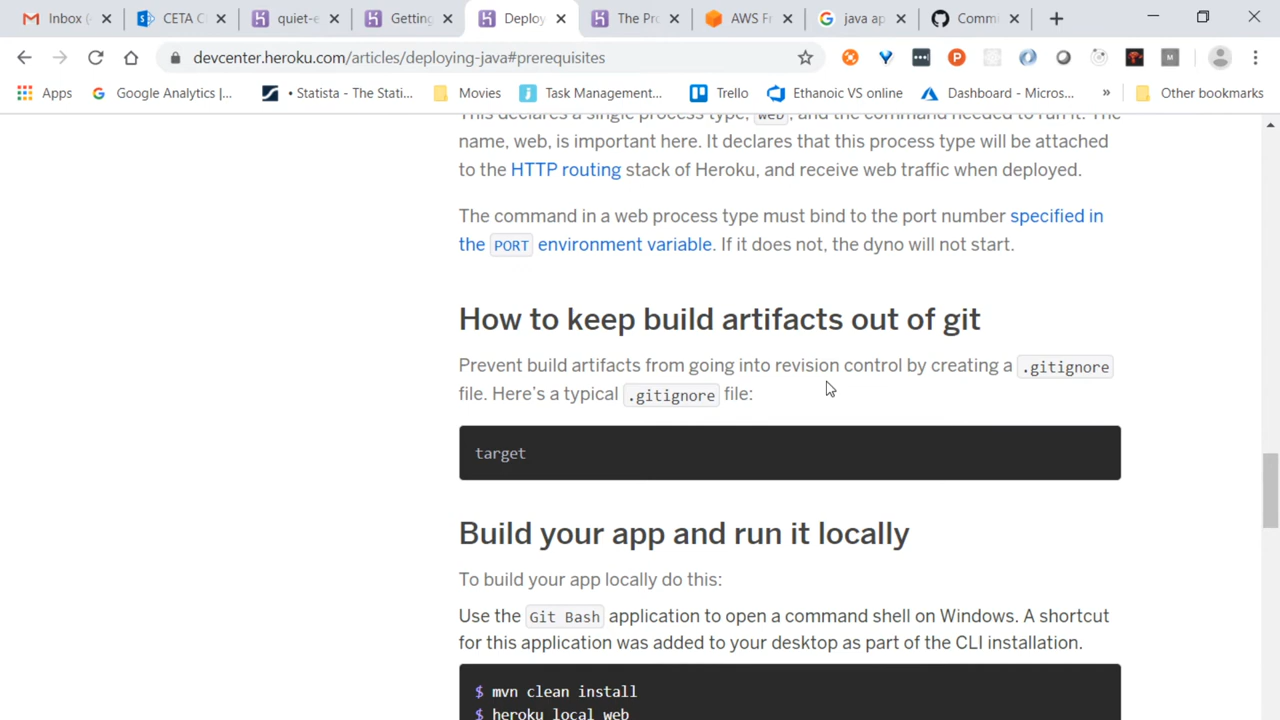 Inbox (
CETA C
quiet-e
Getting
Deploy
The Pro
AWS Fr
java ap
Commi
devcenter.heroku.com/articles/deploying-java#prerequisites
Apps
Google Analytics |...
• Statista - The Stati...
Movies
Task Management...
Trello
Ethanoic VS online
Dashboard - Micros...
»
Other bookmarks
This declares a single process type, web, and the command needed to run it. The
name, web, is important here. It declares that this process type will be attached
to the HTTP routing stack of Heroku, and receive web traffic when deployed.
The command in a web process type must bind to the port number specified in
the PORT environment variable. If it does not, the dyno will not start.
How to keep build artifacts out of git
Prevent build artifacts from going into revision control by creating a .gitignore
file. Here's a typical .gitignore file:
target
Build your app and run it locally
To build your app locally do this:
Use the Git Bash application to open a command shell on Windows. A shortcut
for this application was added to your desktop as part of the CLI installation.
$ mvn clean install
$ heroku local web